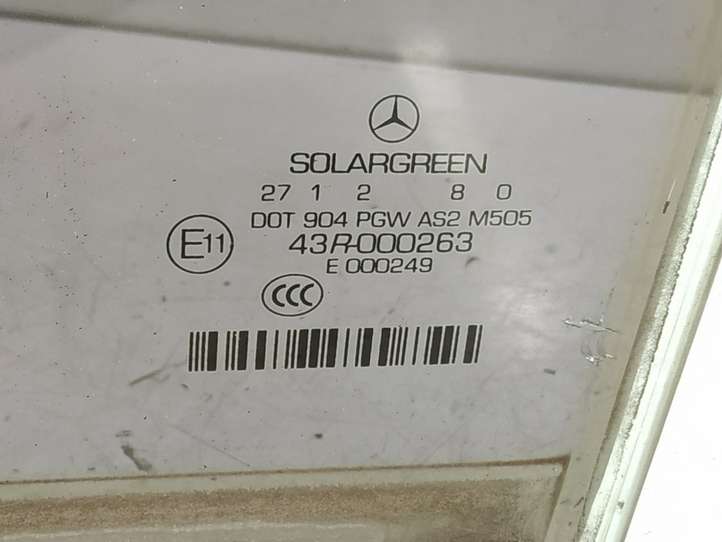 SOLARGREEN
27 1 2 8 0
DOT 904 PGW AS2 M505
E11 43R-000263
E 000249
CCC